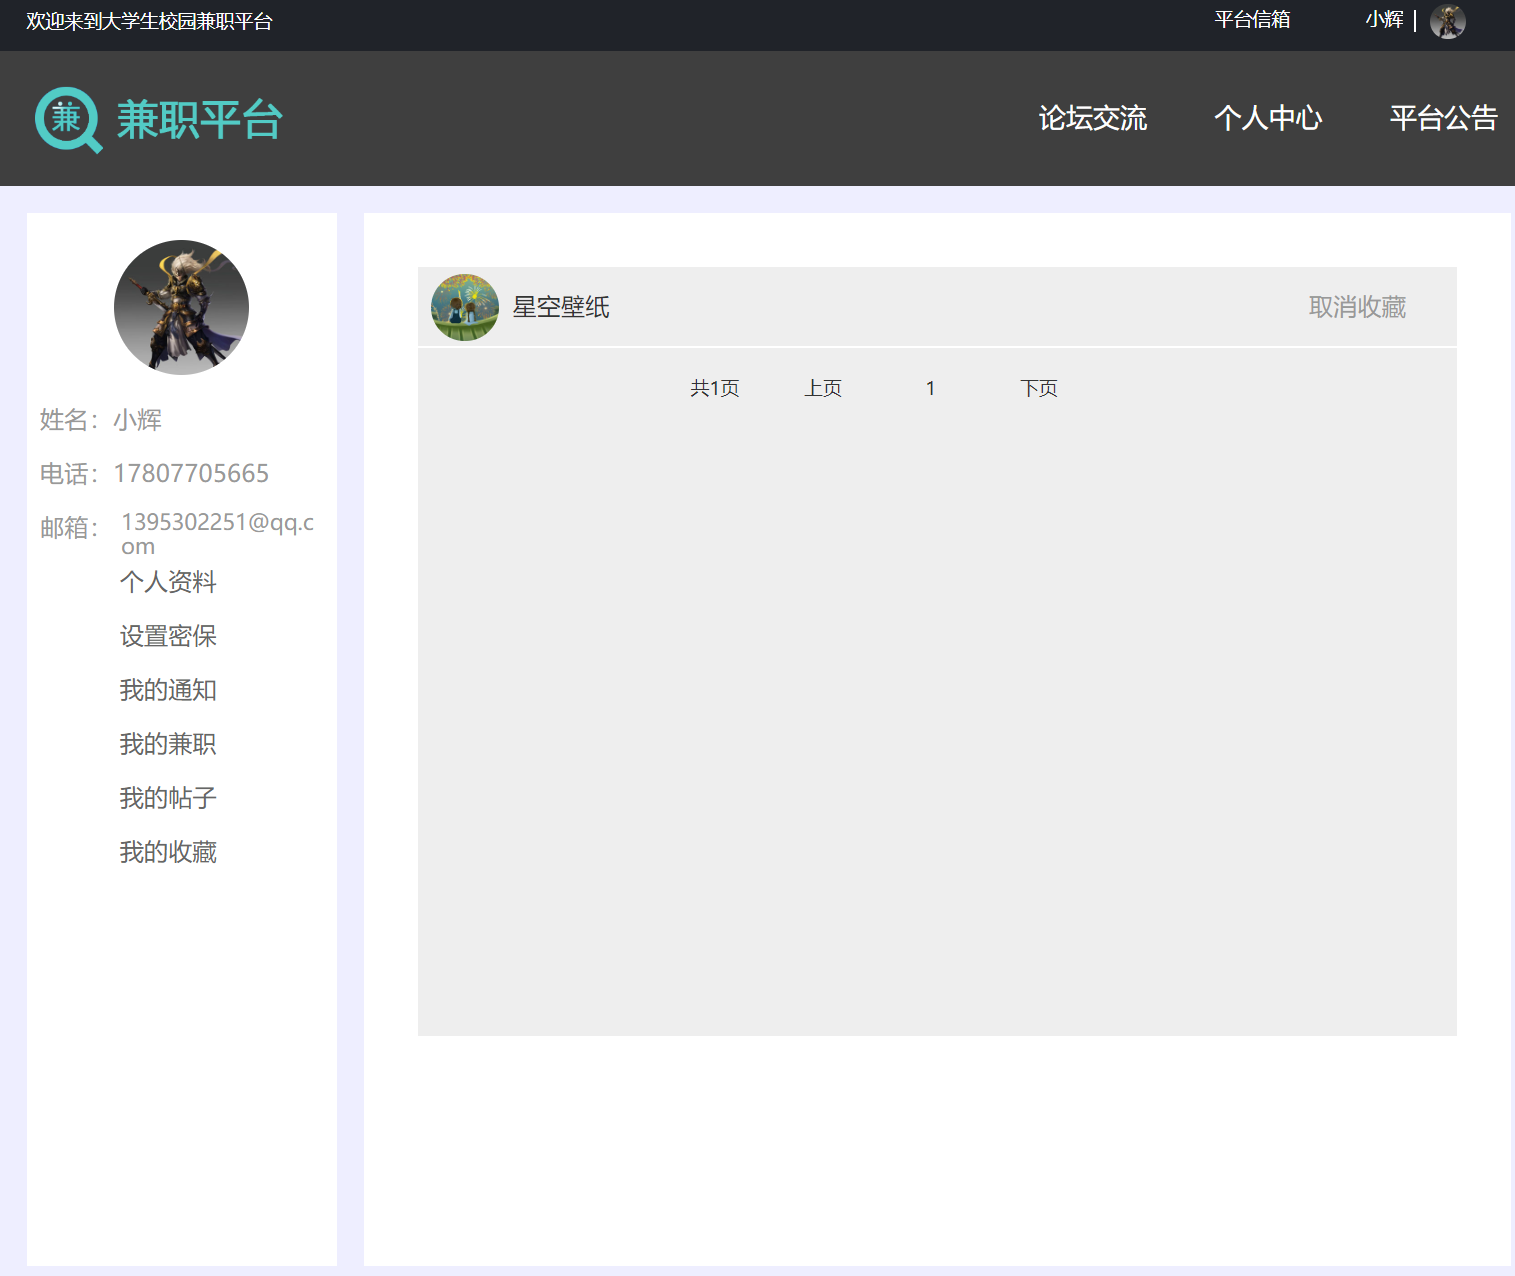 欢迎来到大学生校园兼职平台
平台信箱
小辉 |
兼 兼职平台
论坛交流
个人中心
平台公告
姓名：小辉
电话：17807705665
邮箱：
1395302251@qq.c
om
个人资料
设置密保
我的通知
我的兼职
我的帖子
我的收藏
星空壁纸
取消收藏
共1页
上页
1
下页